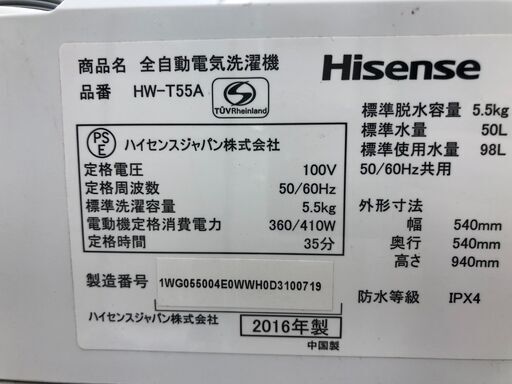 商品名 全自動電気洗濯機
Hisense
品番 HW-T55A
TÜVRheinland
PS
E
ハイセンスジャパン株式会社
定格電圧 100V
定格周波数 50/60Hz
標準洗濯容量 5.5kg
電動機定格消費電力 360/410W
定格時間 35分
製造番号 1WG055004E0WWH0D3100719
ハイセンスジャパン株式会社
2016年製
中国製
標準脱水容量 5.5kg
標準水量 50L
標準使用水量 98L
50/60Hz共用
外形寸法
幅 540mm
奥行 540mm
高さ 940mm
防水等級 IPX4